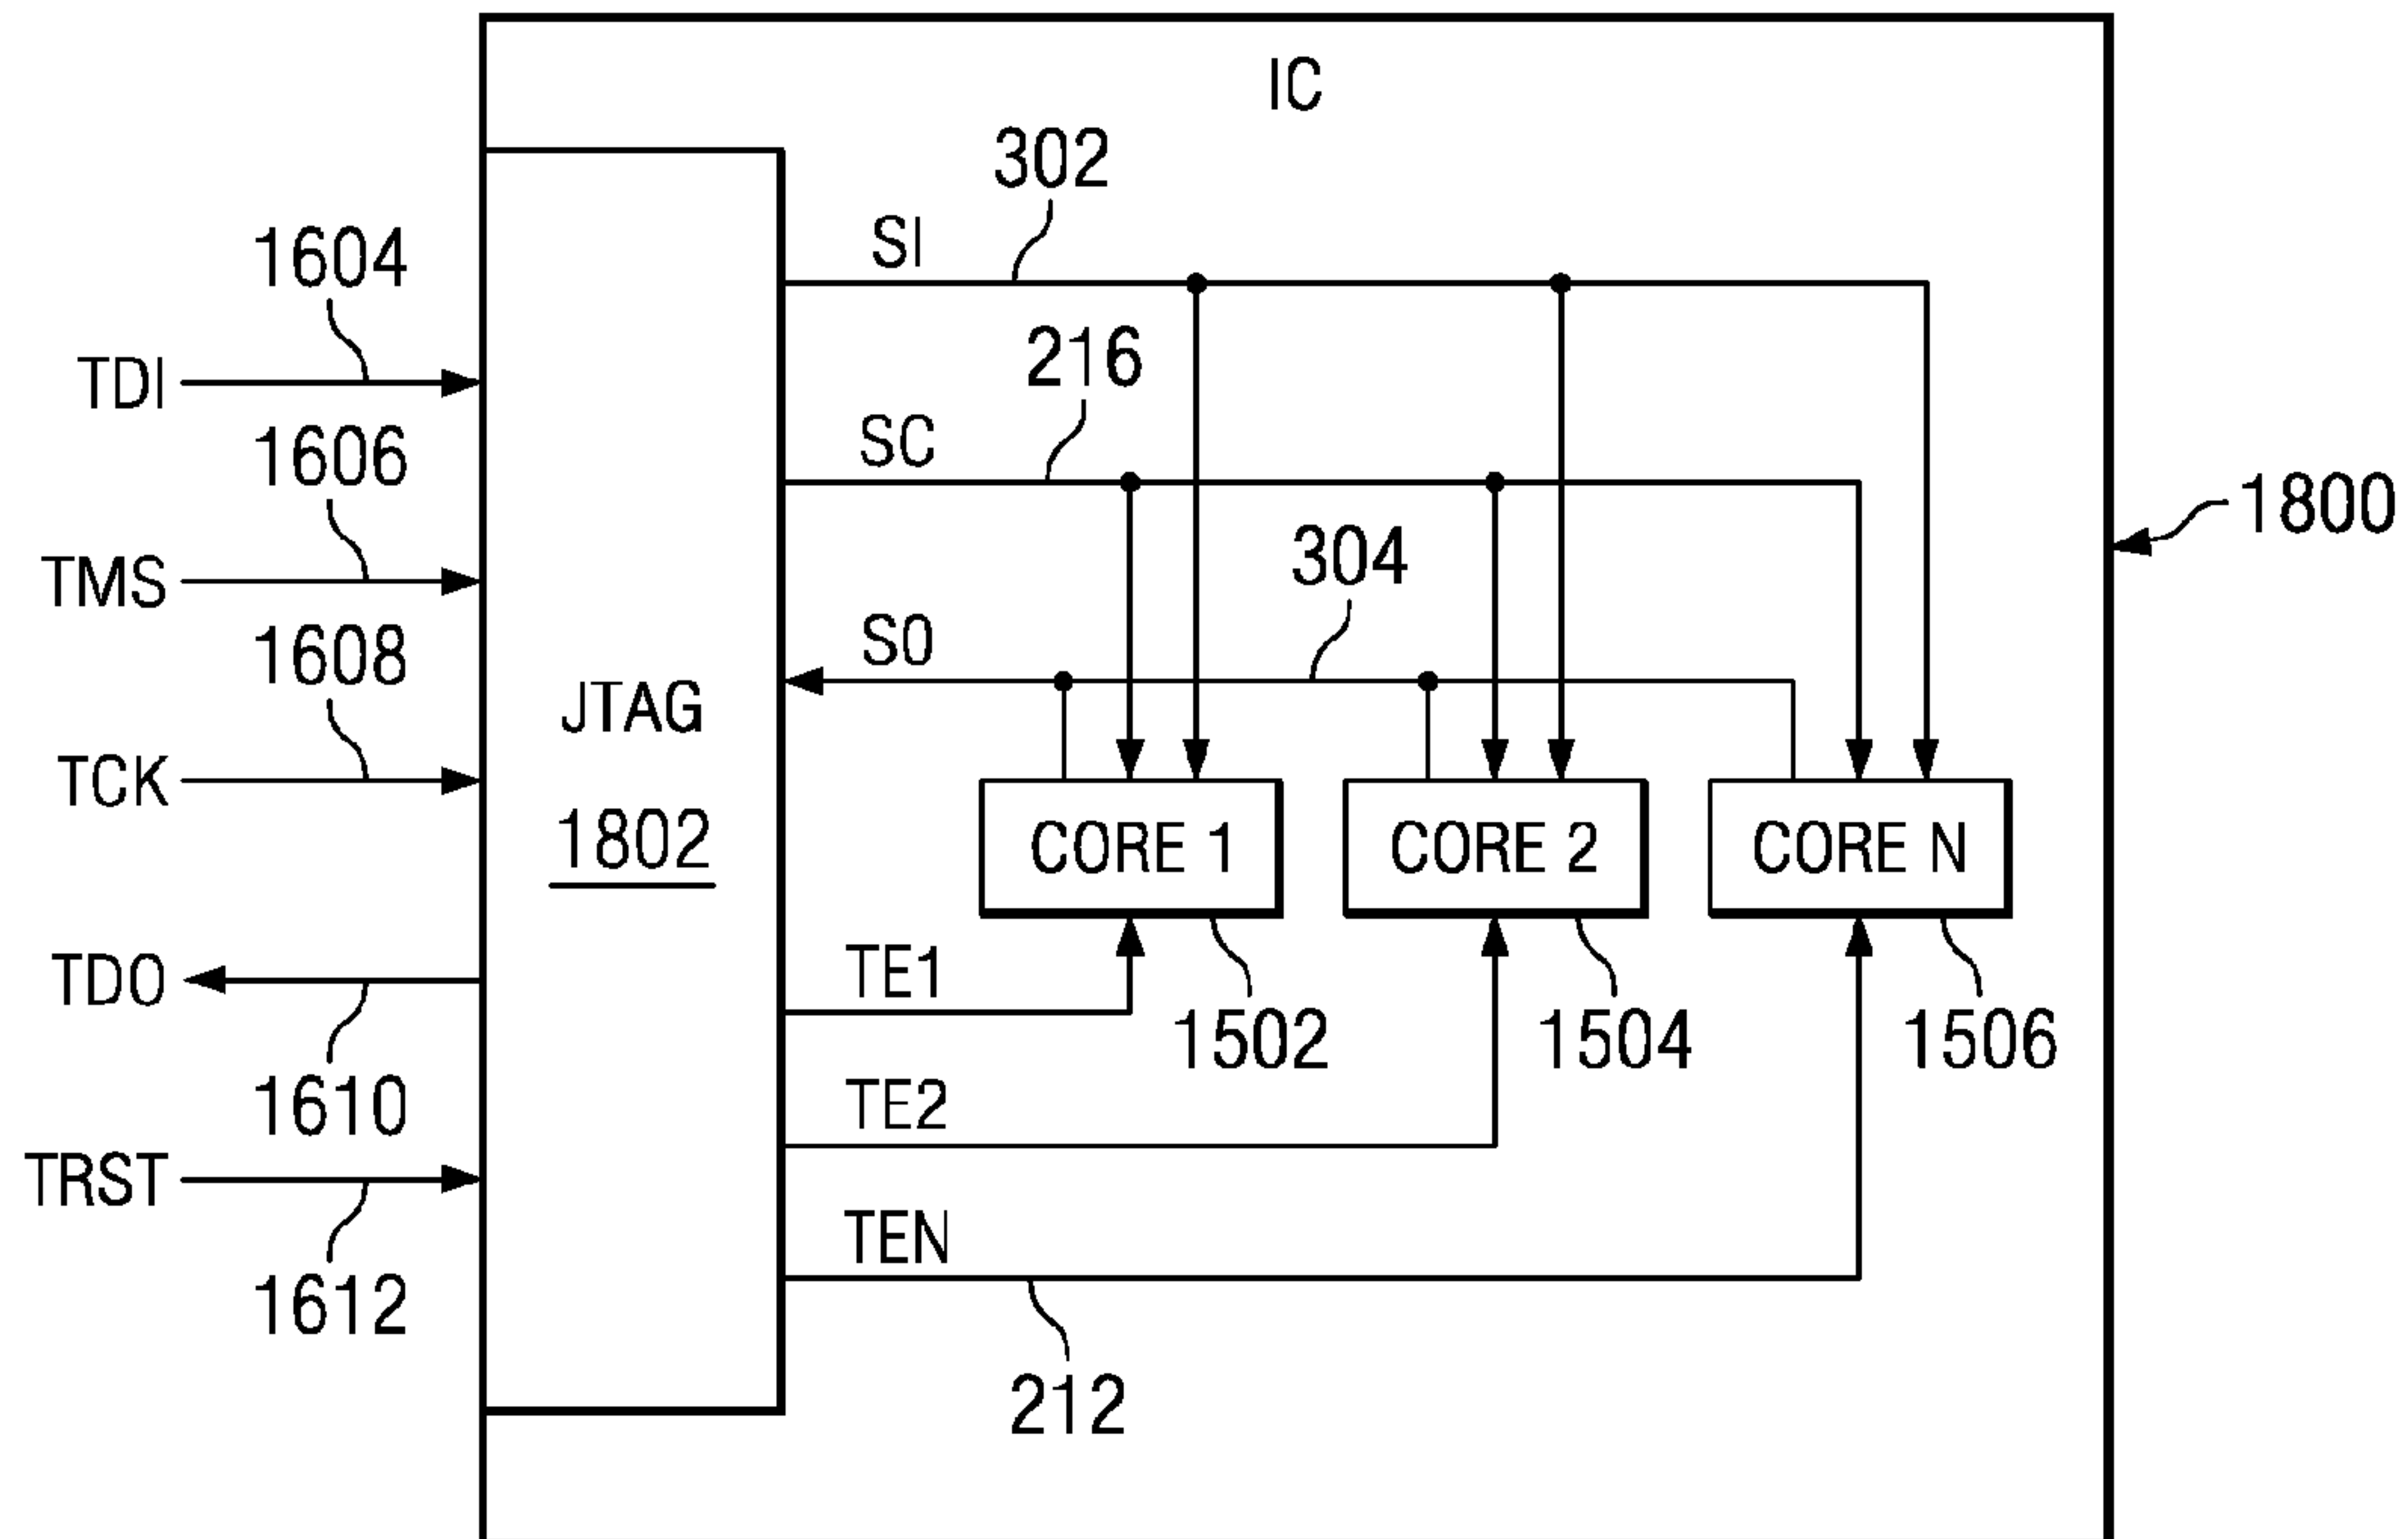 IC
302
SI
1604
216
TDI
SC
1606
1800
304
TMS
SO
1608
JTAG
TCK
1802
CORE 1
CORE 2
CORE N
TDO
TE1
1502
1504
1506
1610
TE2
TRST
TEN
1612
212